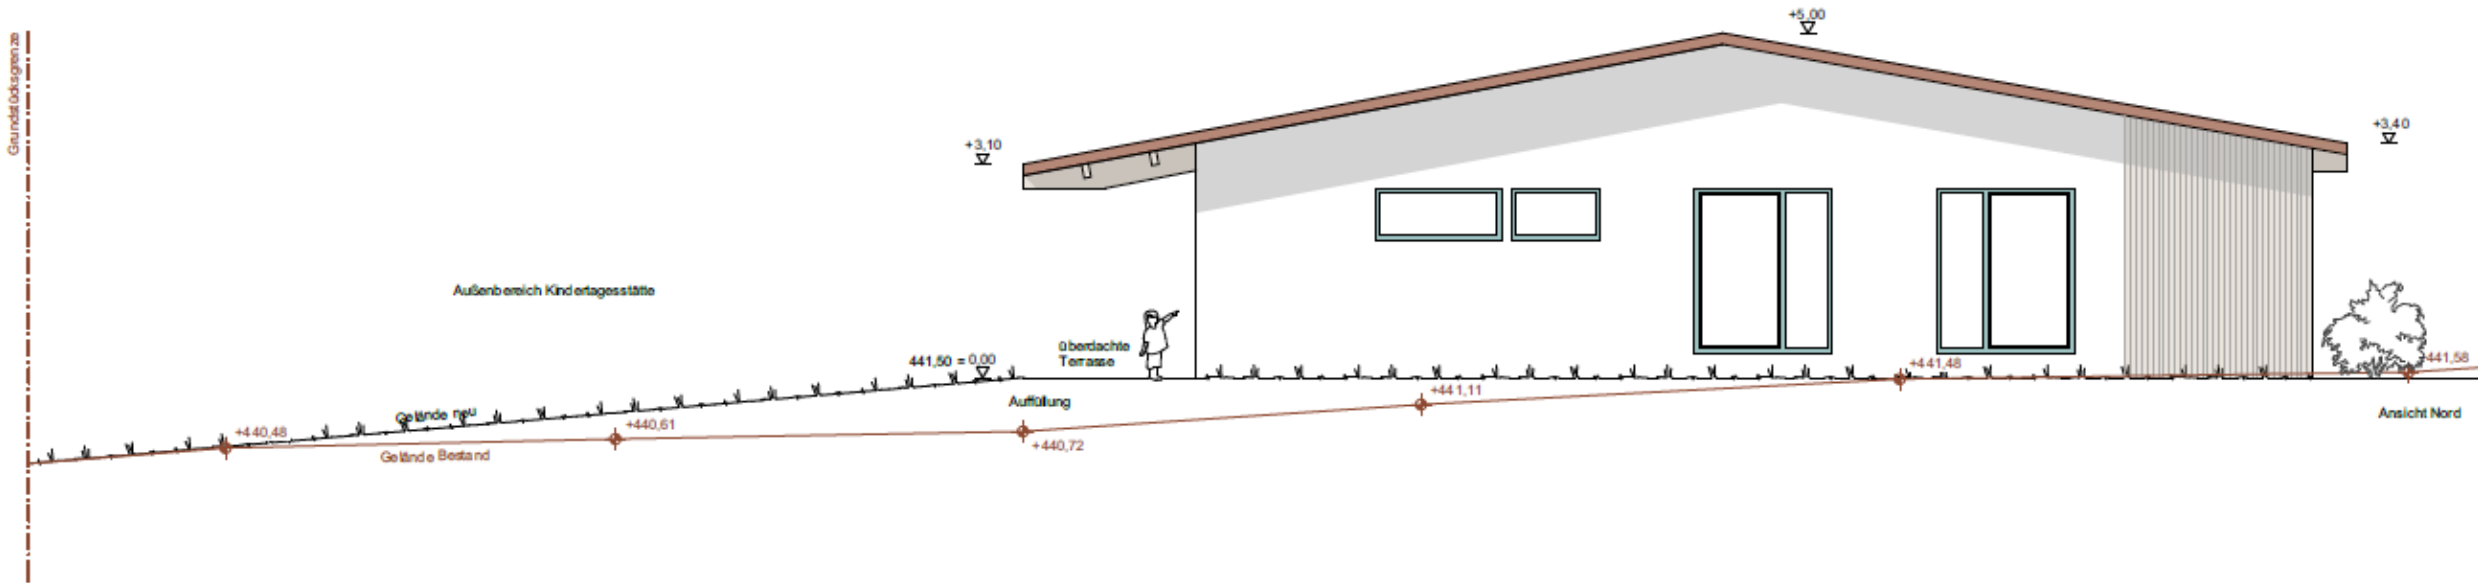 Grundstücksgrenze
+5,00
+3,40
+3,10
Außenbereich Kindertagesstätte
überdachte
Terrasse
441,50 = 0,00
+441,48
441,58
Auffüllung
+441,11
Ansicht Nord
Gelände neu
+440,48
+440,61
+440,72
Gelände Bestand